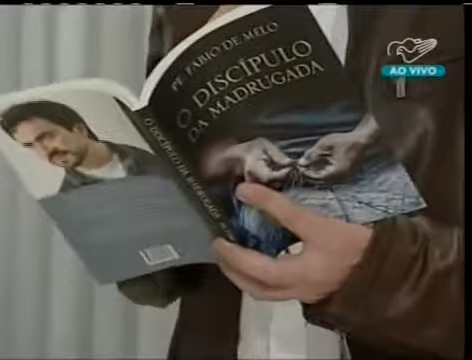 PE. FÁBIO DE MELO
O DISCÍPULO
DA MADRUGADA
O DISCÍPULO DA MADRUGADA
AO VIVO